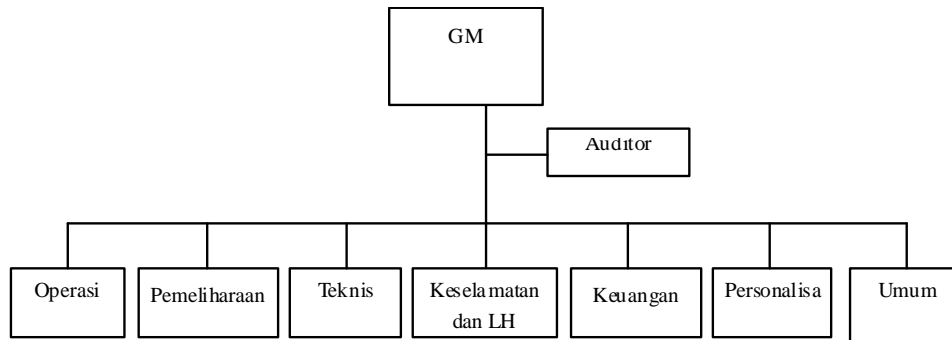 GM
Auditor
Operasi
Pemeliharaan
Teknis
Keselamatan
dan LH
Keuangan
Personalisa
Umum